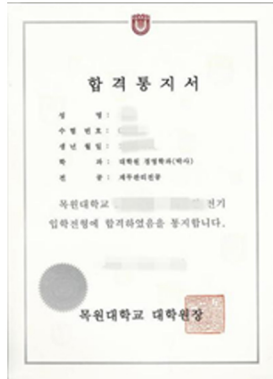 합격통지서
성 명 :
수 험 번 호 :
생 년 월 일 :
학 과 : 대학원 경영학과(박사)
전 공 : 재무관리전공
목원대학교 전기
입학전형에 합격하였음을 통지합니다.
목원대학교 대학원장